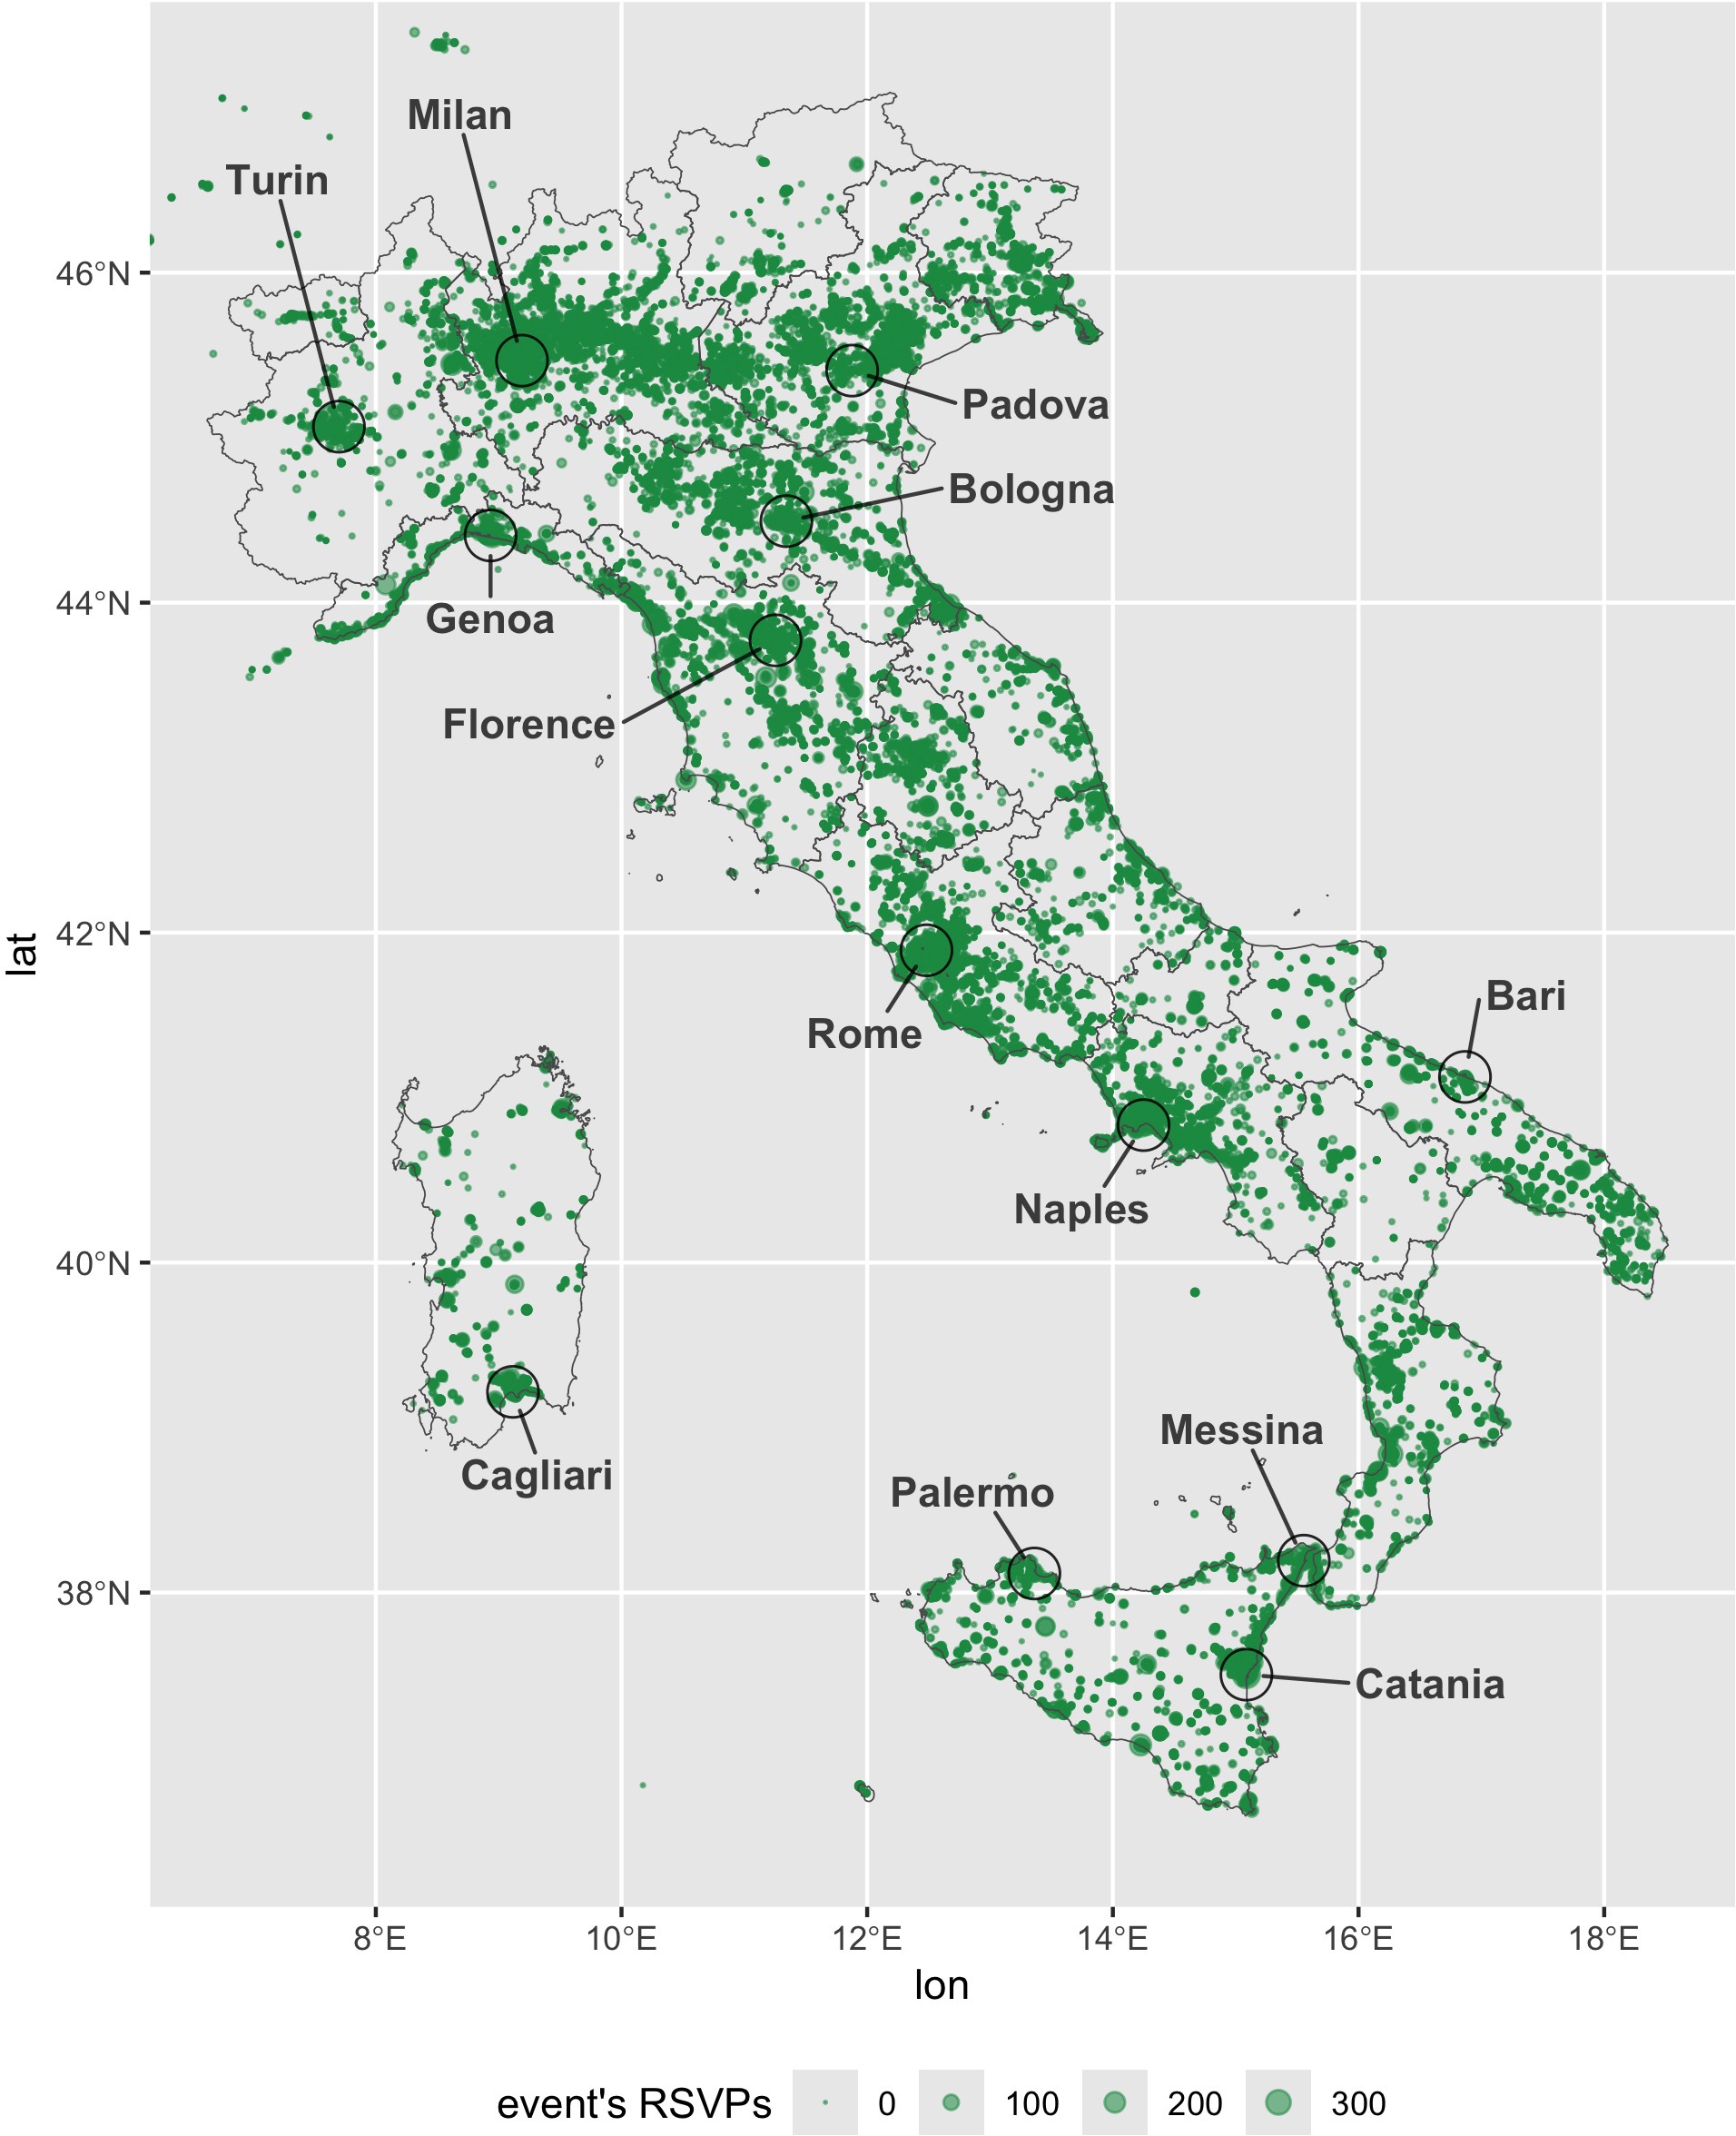 Milan
Turin
46°N
Padova
Bologna
44°N
Genoa
Florence
42°N
lat
Bari
Rome
Naples
40°N
Messina
Cagliari
Palermo
38°N
Catania
8°E 10°E 12°E 14°E 16°E 18°E
lon
event's RSVPs 0 100 200 300